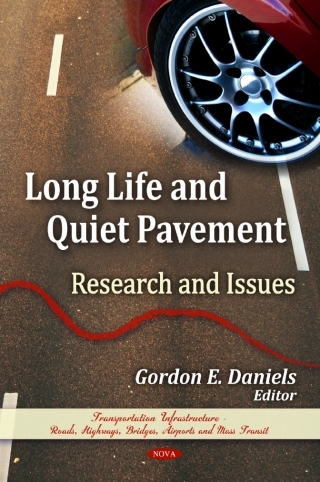 Long Life and
Quiet Pavement
Research and Issues
Gordon E. Daniels
Editor
Transportation Infrastructure -
Roads, Highways, Bridges, Airports and Mass Transit
NOVA